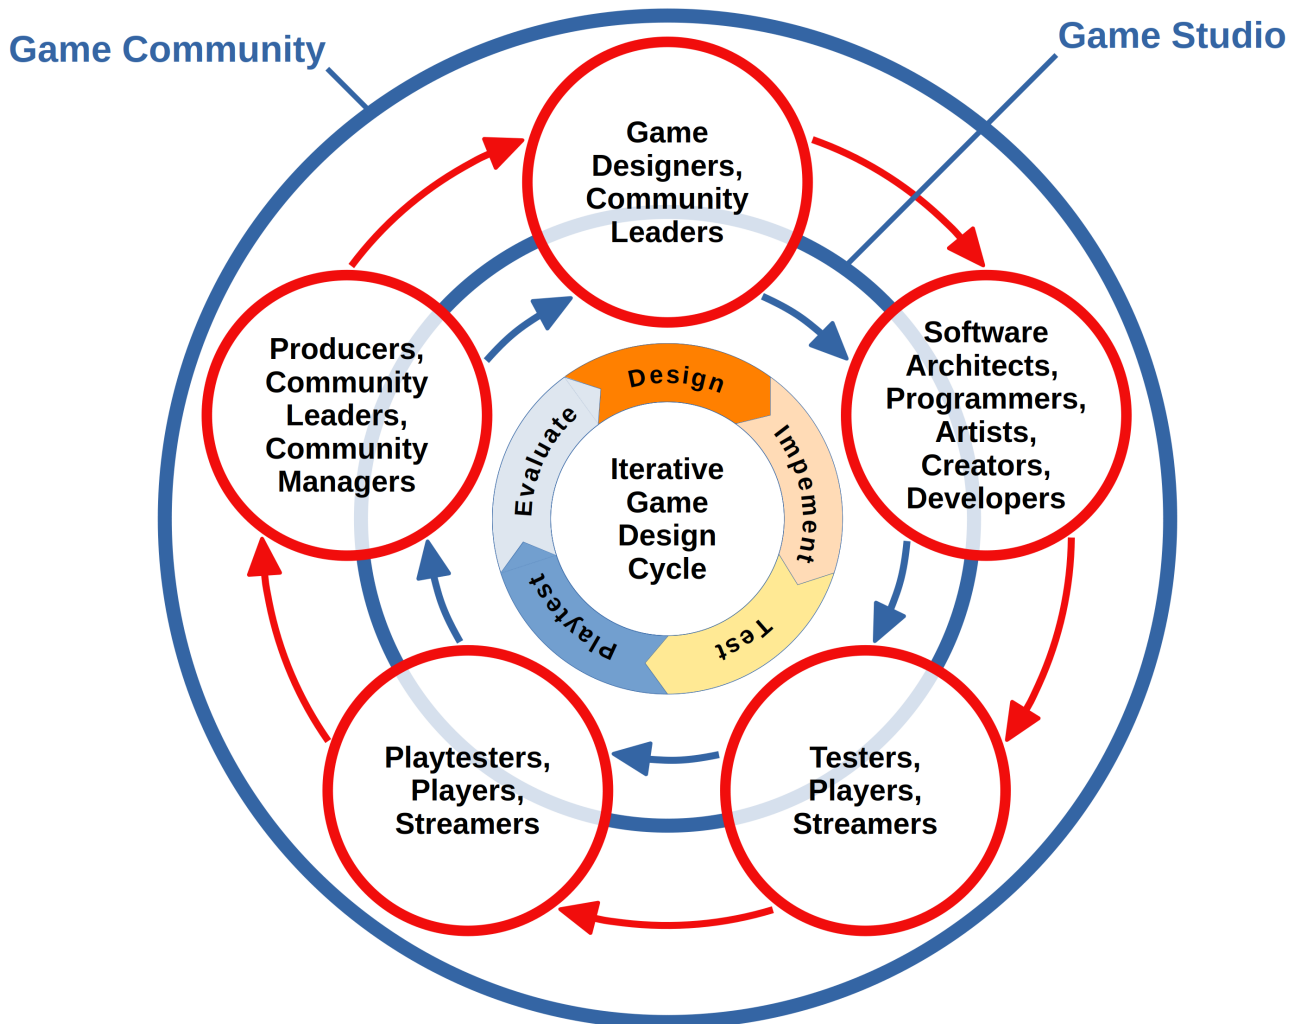 Game Community
Game Studio
Game
Designers,
Community
Leaders
Producers,
Community
Leaders,
Community
Managers
Software
Architects,
Programmers,
Artists,
Creators,
Developers
Design
Impement
Test
Playtest
Evaluate
Iterative
Game
Design
Cycle
Playtesters,
Players,
Streamers
Testers,
Players,
Streamers